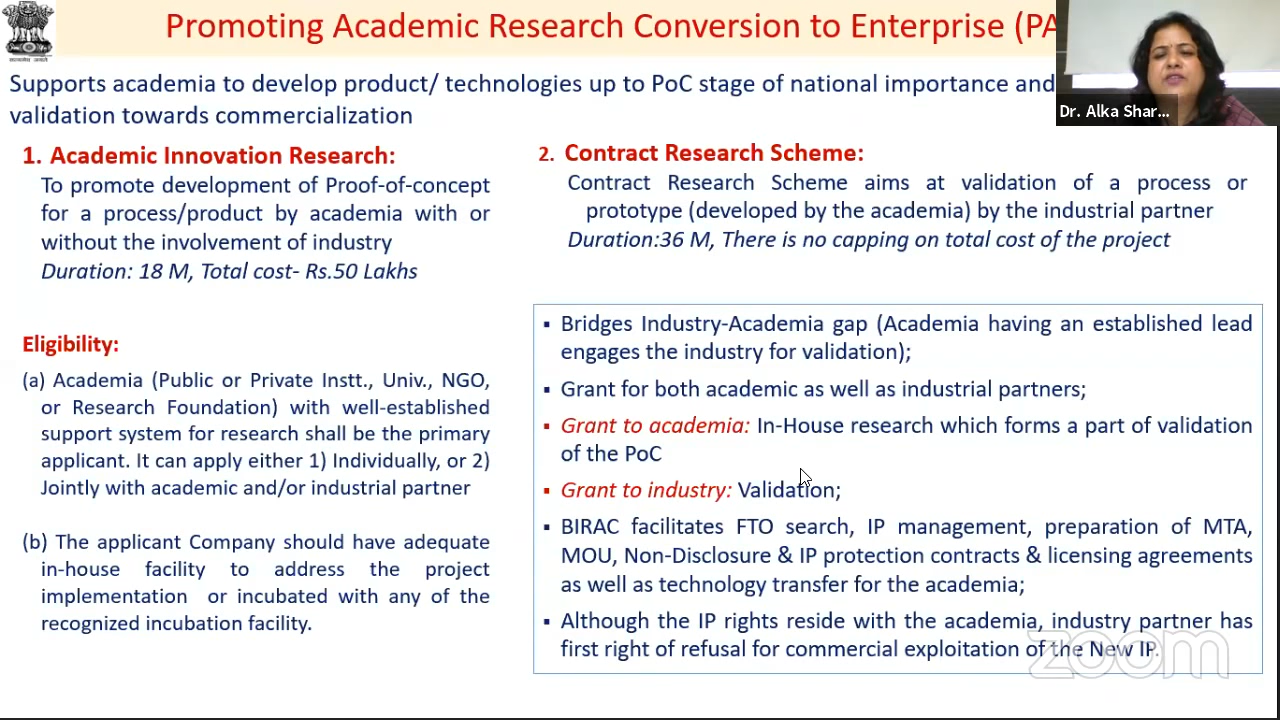 Promoting Academic Research Conversion to Enterprise (PA
Supports academia to develop product/ technologies up to PoC stage of national importance and
validation towards commercialization
Dr. Alka Shar...
1. Academic Innovation Research:
To promote development of Proof-of-concept
for a process/product by academia with or
without the involvement of industry
Duration: 18 M, Total cost- Rs.50 Lakhs
Eligibility:
(a) Academia (Public or Private Instt., Univ., NGO,
or Research Foundation) with well-established
support system for research shall be the primary
applicant. It can apply either 1) Individually, or 2)
Jointly with academic and/or industrial partner
(b) The applicant Company should have adequate
in-house facility to address the project
implementation or incubated with any of the
recognized incubation facility.
2. Contract Research Scheme:
Contract Research Scheme aims at validation of a process or
prototype (developed by the academia) by the industrial partner
Duration:36 M, There is no capping on total cost of the project
▪ Bridges Industry-Academia gap (Academia having an established lead
engages the industry for validation);
▪ Grant for both academic as well as industrial partners;
▪ Grant to academia: In-House research which forms a part of validation
of the PoC
▪ Grant to industry: Validation;
▪ BIRAC facilitates FTO search, IP management, preparation of MTA,
MOU, Non-Disclosure & IP protection contracts & licensing agreements
as well as technology transfer for the academia;
▪ Although the IP rights reside with the academia, industry partner has
first right of refusal for commercial exploitation of the New IP.
zoom